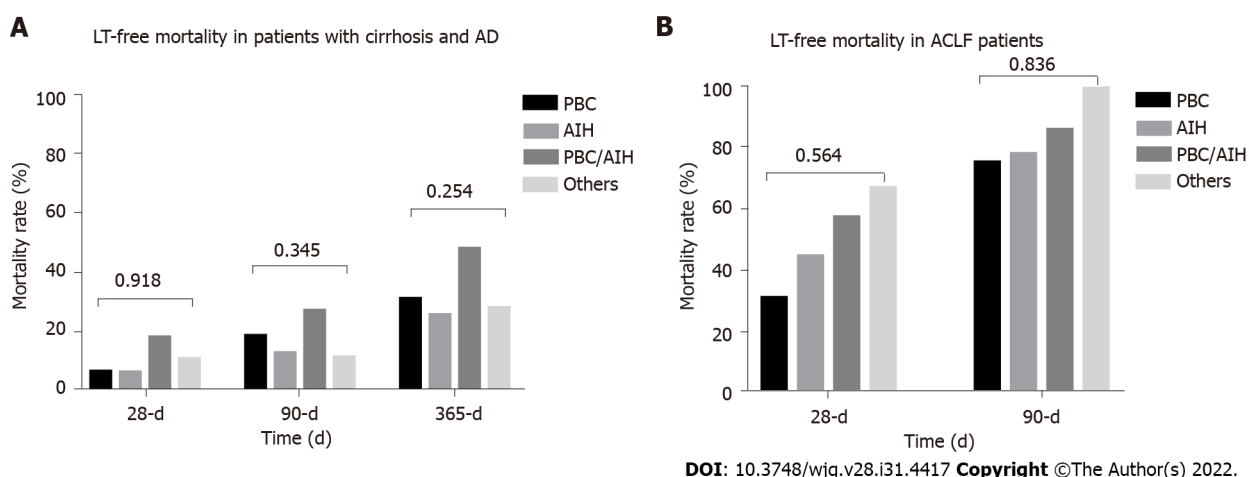 A
LT-free mortality in patients with cirrhosis and AD
Mortality rate (%)
100
80
60
40
20
0
0.918
0.345
0.254
PBC
AIH
PBC/AIH
Others
28-d
90-d
365-d
Time (d)
B
LT-free mortality in ACLF patients
Mortality rate (%)
100
80
60
40
20
0
0.564
0.836
PBC
AIH
PBC/AIH
Others
28-d
90-d
Time (d)
DOI: 10.3748/wjg.v28.i31.4417 Copyright ©The Author(s) 2022.